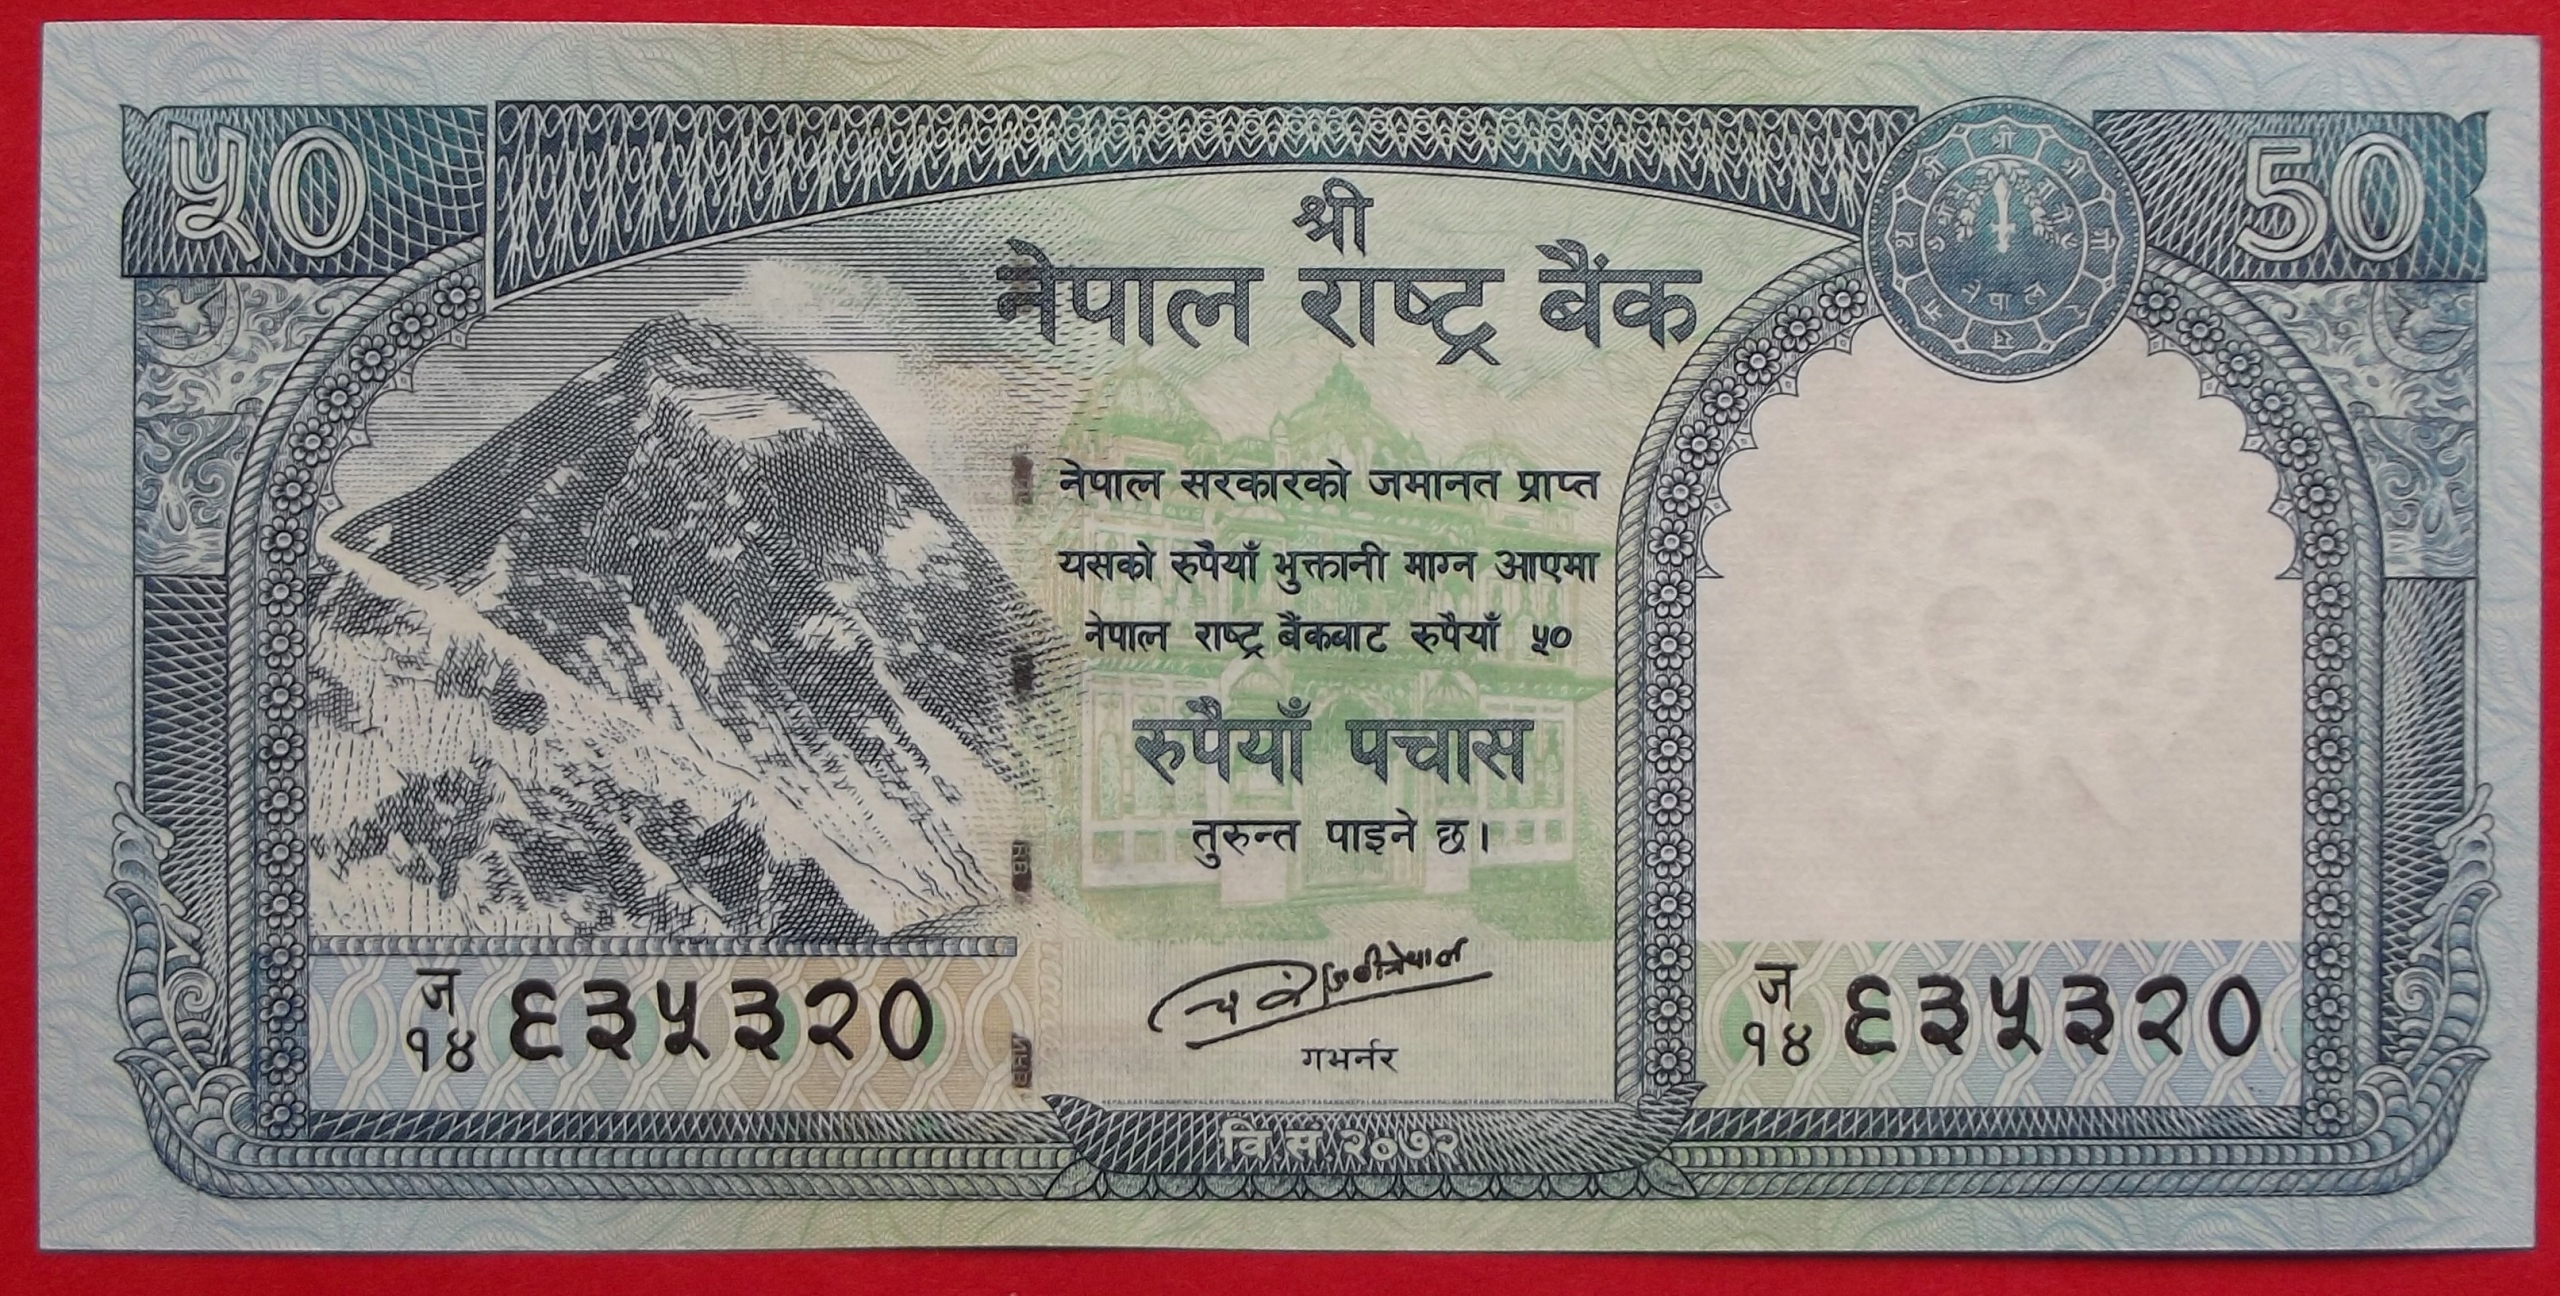 ५० 50
श्री
नेपाल राष्ट्र बैंक
नेपाल सरकारको जमानत प्राप्त
यसको रुपैयाँ भुक्तानी माग्न आएमा
नेपाल राष्ट्र बैंकबाट रुपैयाँ ५०
रुपैयाँ पचास
तुरुन्त पाइने छ।
ज
१४ ६३५३२०
गभर्नर
ज
१४ ६३५३२०
वि.सं.२०७२